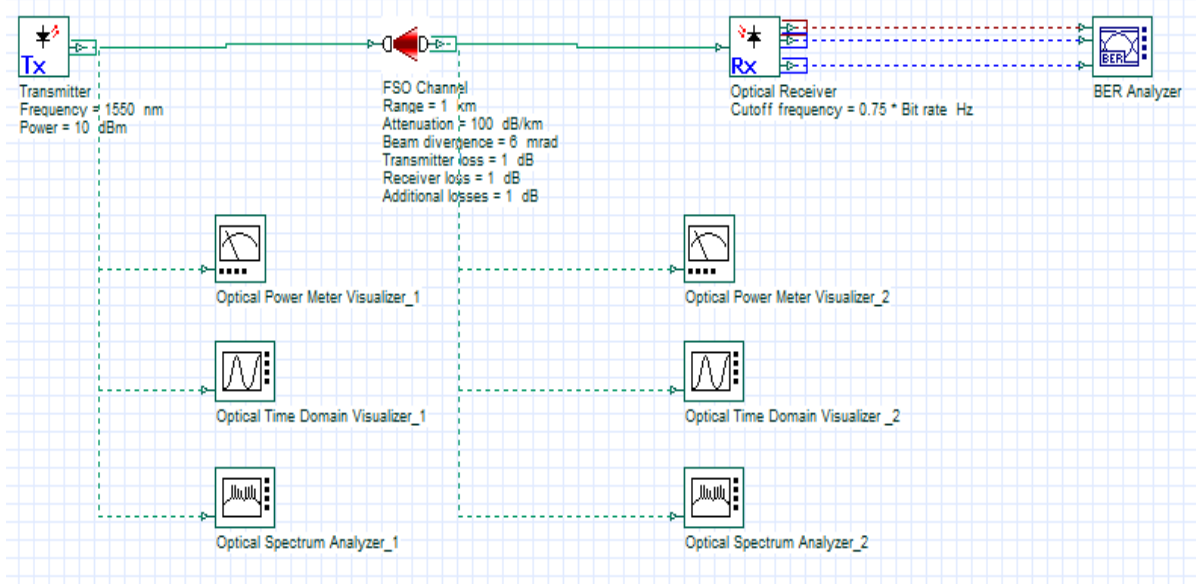 Tx
Transmitter
Frequency = 1550 nm
Power = 10 dBm
FSO Channel
Range = 1 km
Attenuation = 100 dB/km
Beam divergence = 6 mrad
Transmitter loss = 1 dB
Receiver loss = 1 dB
Additional losses = 1 dB
Rx
Optical Receiver
Cutoff frequency = 0.75 * Bit rate Hz
BER
BER Analyzer
Optical Power Meter Visualizer_1
Optical Power Meter Visualizer_2
Optical Time Domain Visualizer_1
Optical Time Domain Visualizer _2
Optical Spectrum Analyzer_1
Optical Spectrum Analyzer_2